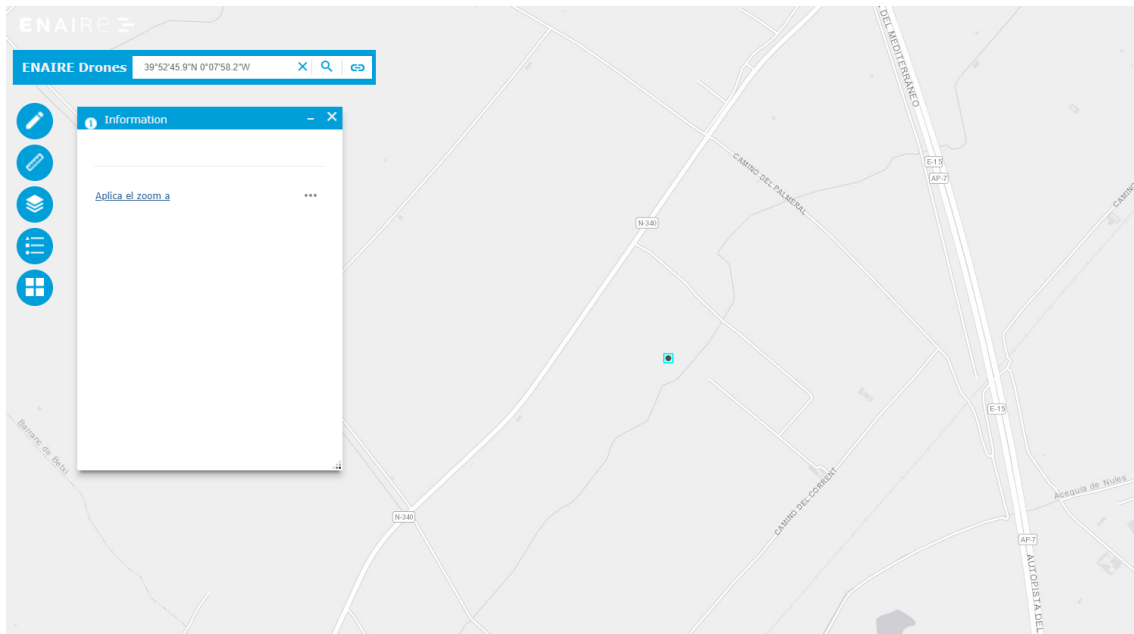 ENAIRE
ENAIRE Drones
39°52'45.9"N 0°07'58.2"W
Information
Aplica el zoom a
DEL MEDITERRÁNEO
E-15
AP-7
CAMINO DEL PALMERAL
CAMINO
N-340
E-15
Barranc de Betxí
CAMINO DEL CORRENT
Acequia de Nules
N-340
AP-7
AUTOPISTA DEL